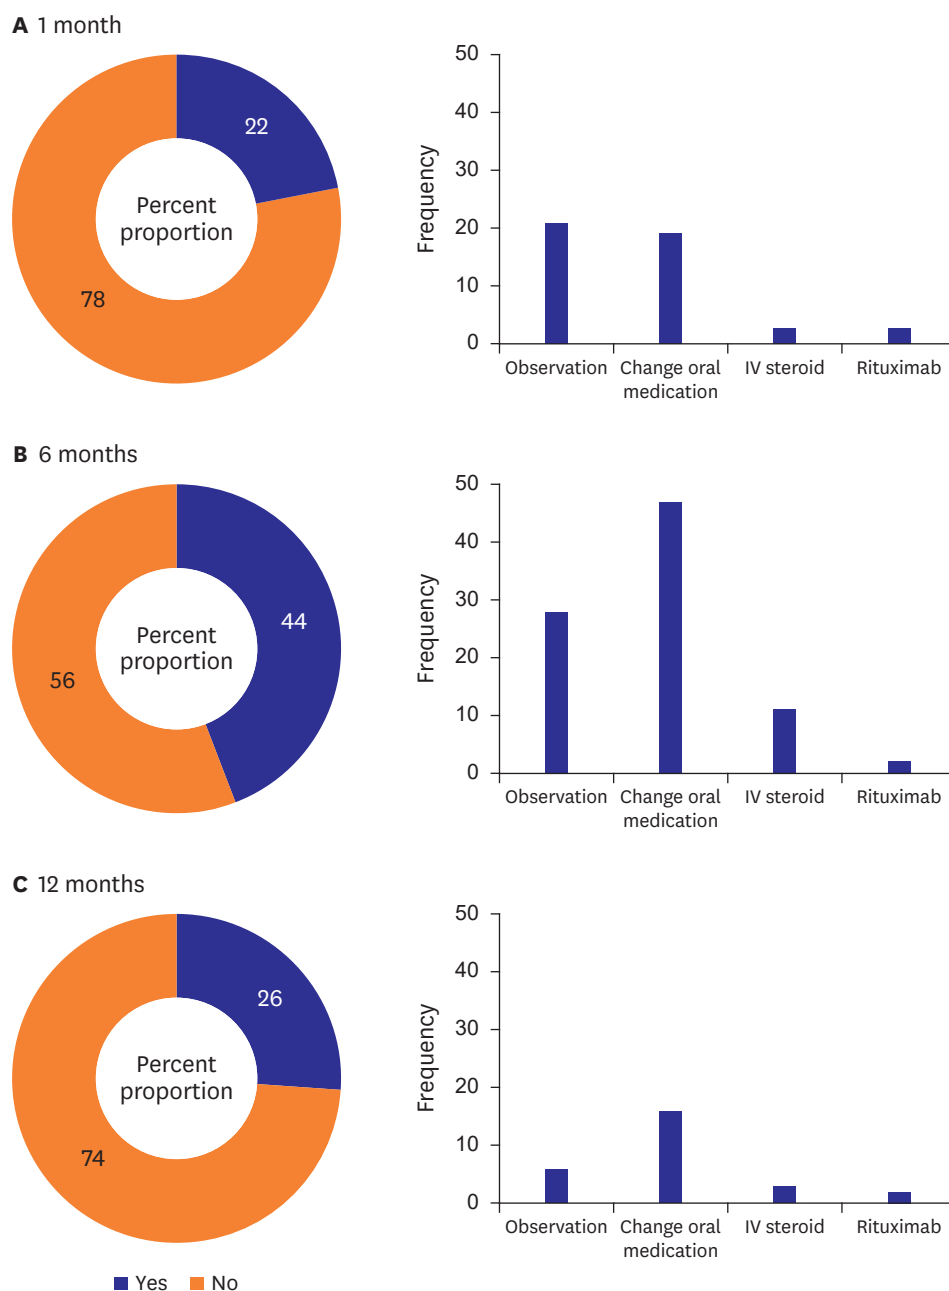 A 1 month
22
78
Percent
proportion
Frequency
50
40
30
20
10
0
Observation
Change oral
medication
IV steroid
Rituximab
B 6 months
44
56
Percent
proportion
Frequency
50
40
30
20
10
0
Observation
Change oral
medication
IV steroid
Rituximab
C 12 months
26
74
Percent
proportion
Frequency
50
40
30
20
10
0
Observation
Change oral
medication
IV steroid
Rituximab
Yes No